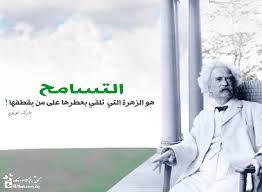 التسامح
هو الزهرة التي تلقي بعطرها على من يقطفها !
مارك توين